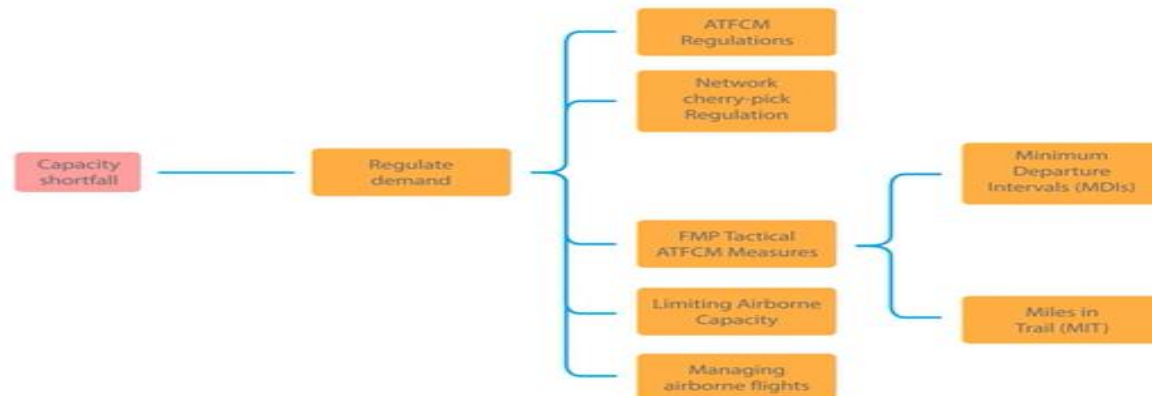 ATFCM
Regulations
Network
cherry-pick
Regulation
Capacity
shortfall
Regulate
demand
Minimum
Departure
Intervals (MDIs)
FMP Tactical
ATFCM Measures
Limiting Airborne
Capacity
Miles in
Trail (MIT)
Managing
airborne flights